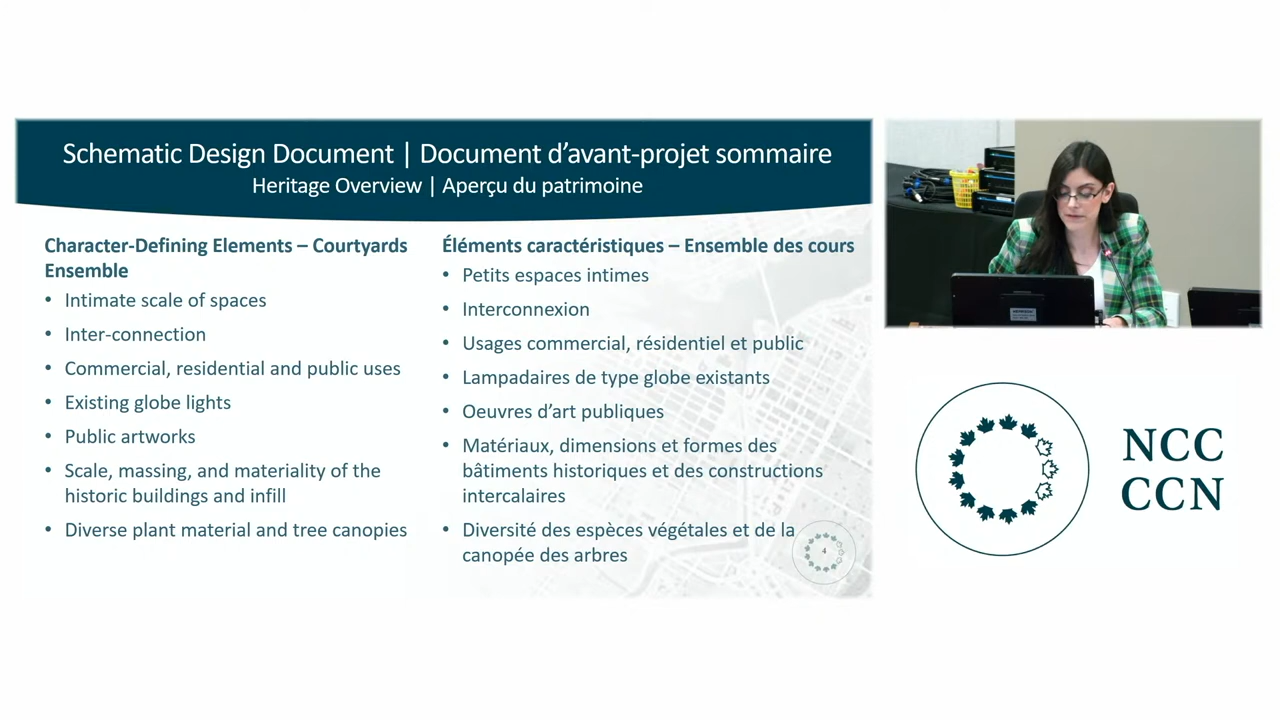 Schematic Design Document | Document d’avant-projet sommaire
Heritage Overview | Aperçu du patrimoine
Character-Defining Elements – Courtyards
Ensemble
• Intimate scale of spaces
• Inter-connection
• Commercial, residential and public uses
• Existing globe lights
• Public artworks
• Scale, massing, and materiality of the
historic buildings and infill
• Diverse plant material and tree canopies
Éléments caractéristiques – Ensemble des cours
• Petits espaces intimes
• Interconnexion
• Usages commercial, résidentiel et public
• Lampadaires de type globe existants
• Oeuvres d’art publiques
• Matériaux, dimensions et formes des
bâtiments historiques et des constructions
intercalaires
• Diversité des espèces végétales et de la
canopée des arbres
4
NCC
CCN